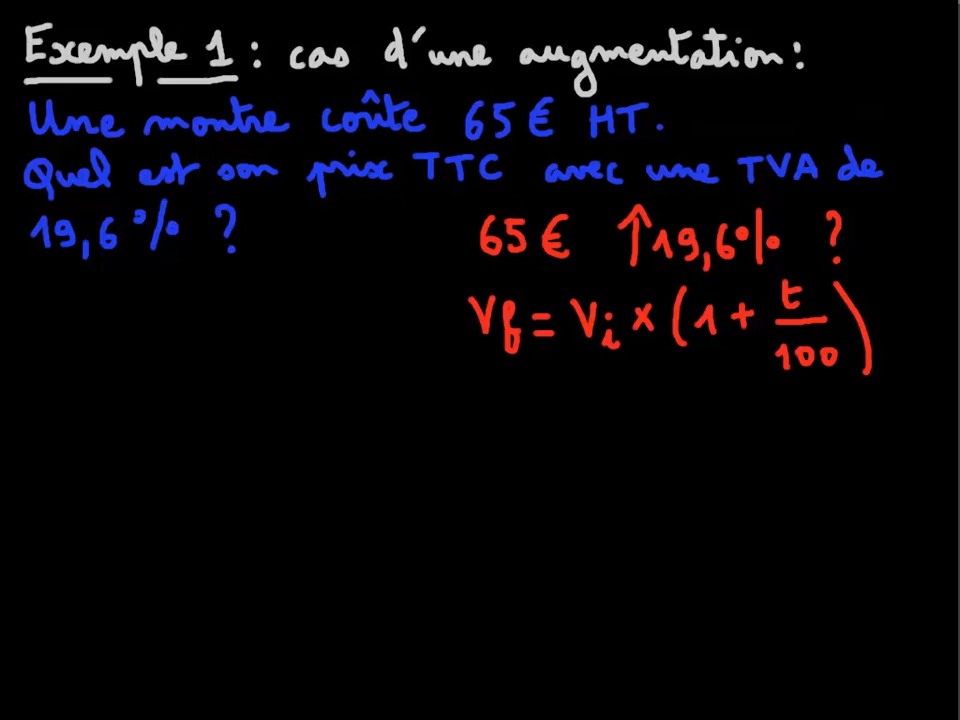 Exemple 1 : cas d'une augmentation :
Une montre coûte 65 € HT.
Quel est son prix TTC avec une TVA de
19,6 % ?
65 € ↑ 19,6 % ?
Vf = Vi × (1 + t/100)